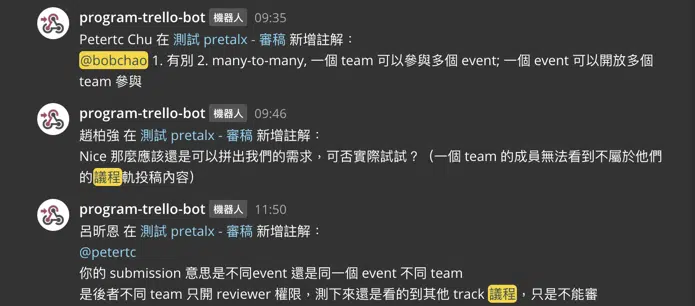 program-trello-bot 機器人 09:35
Petertc Chu 在 測試 pretalx - 審稿 新增註解：
@bobchao 1. 有別 2. many-to-many, 一個 team 可以參與多個 event; 一個 event 可以開放多個
team 參與
program-trello-bot 機器人 09:46
趙柏強 在 測試 pretalx - 審稿 新增註解：
Nice 那麼應該還是可以拼出我們的需求，可否實際試試？（一個 team 的成員無法看到不屬於他們
的議程軌投稿內容）
program-trello-bot 機器人 11:50
呂昕恩 在 測試 pretalx - 審稿 新增註解：
@petertc
你的 submission 意思是不同event 還是同一個 event 不同 team
是後者不同 team 只開 reviewer 權限，測下來還是看的到其他 track 議程，只是不能審